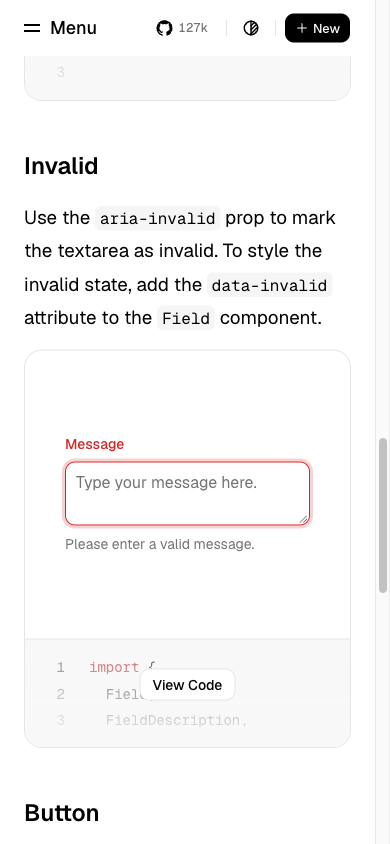 Menu 127k + New
3
Invalid
Use the aria-invalid prop to mark
the textarea as invalid. To style the
invalid state, add the data-invalid
attribute to the Field component.
Message
Type your message here.
Please enter a valid message.
1 import {
View Code
2 Field,
3 FieldDescription,
Button